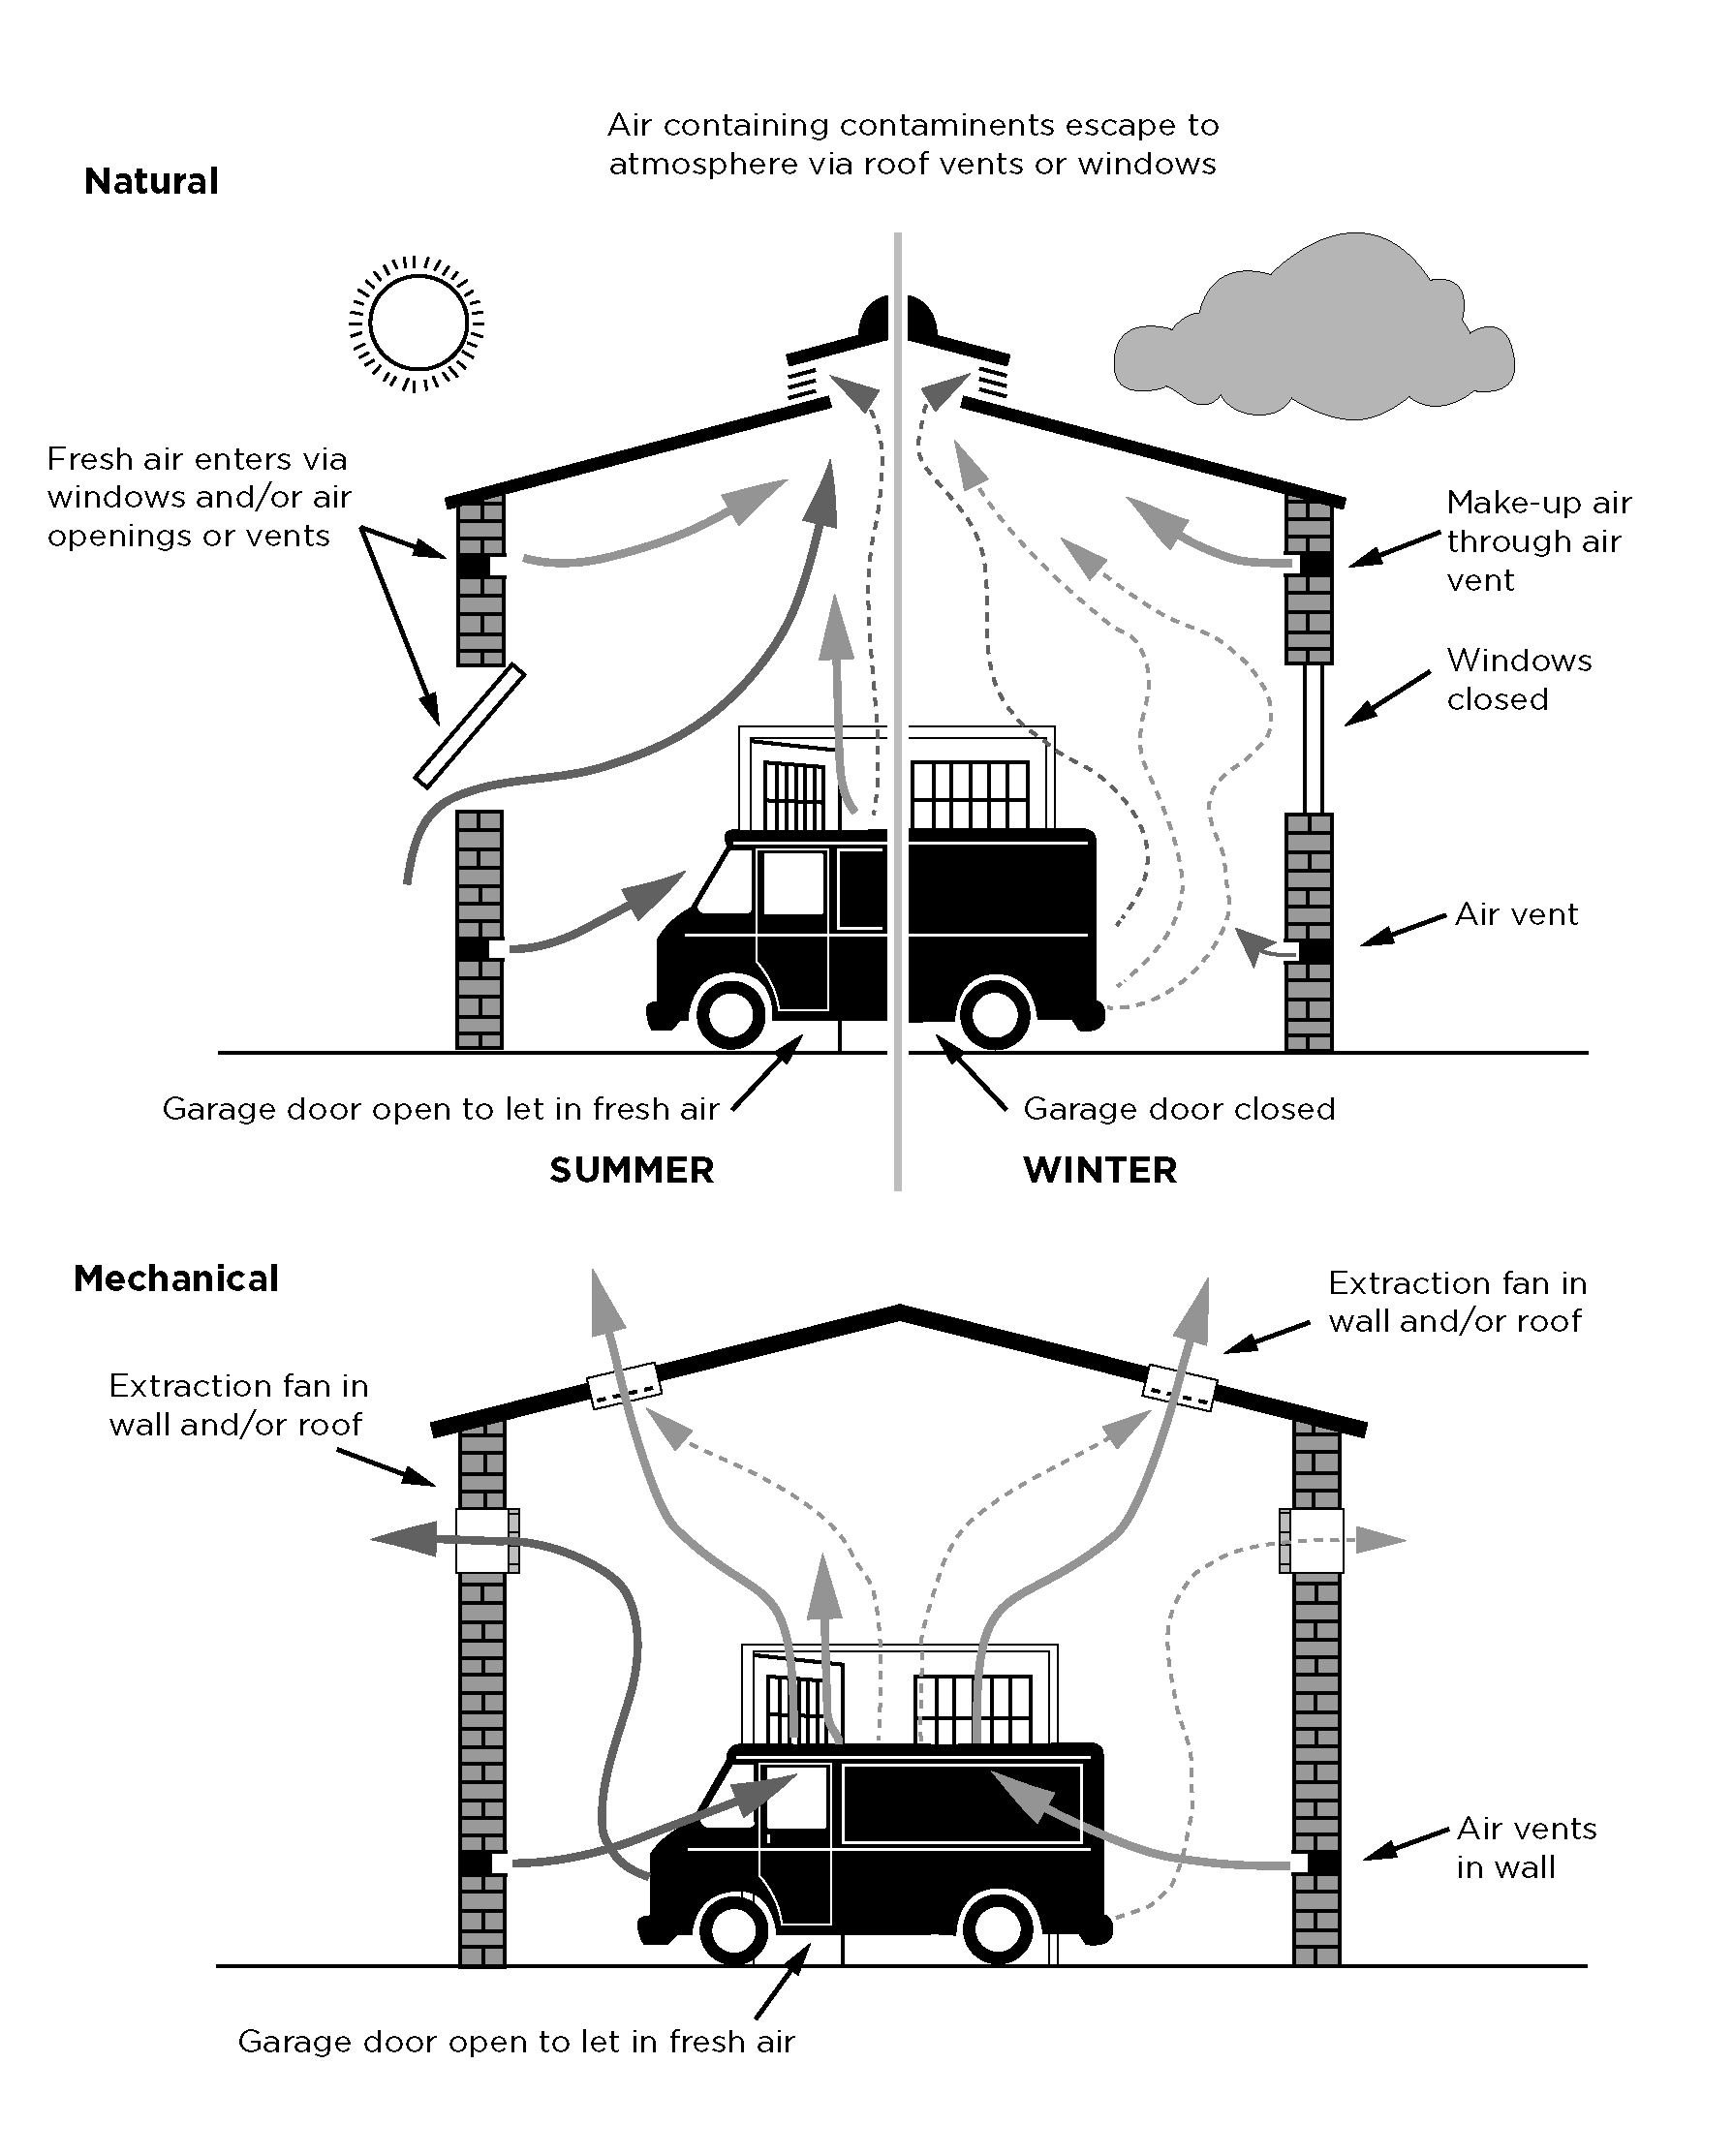 Air containing contaminents escape to
atmosphere via roof vents or windows
Natural
Fresh air enters via
windows and/or air
openings or vents
Make-up air
through air
vent
Windows
closed
Air vent
Garage door open to let in fresh air
Garage door closed
SUMMER
WINTER
Mechanical
Extraction fan in
wall and/or roof
Extraction fan in
wall and/or roof
Air vents
in wall
Garage door open to let in fresh air